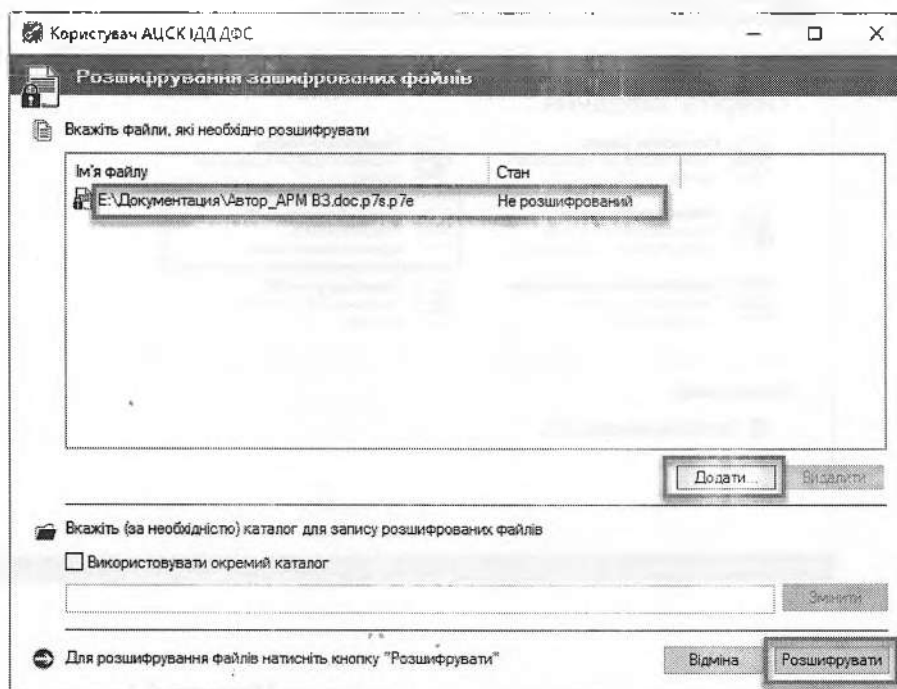 Користувач АЦСК ІДД ДФС
Розшифрування зашифрованих файлів
Вкажіть файли, які необхідно розшифрувати
Ім'я файлу Стан
E:\Документация\Автор_АРМ ВЗ.doc.p7s.p7e Не розшифрований
Додати... Видалити
Вкажіть (за необхідністю) каталог для запису розшифрованих файлів
Використовувати окремий каталог
Змінити
Для розшифрування файлів натисніть кнопку "Розшифрувати"
Відміна Розшифрувати